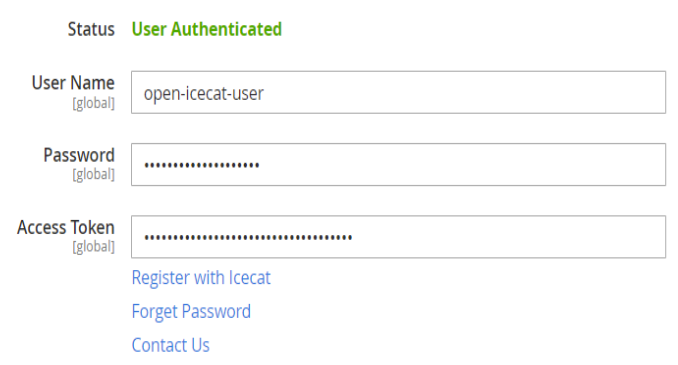 Status User Authenticated
User Name
[global]
open-icecat-user
Password
[global]
••••••••••••••••••••
Access Token
[global]
••••••••••••••••••••••••••••••••••••
Register with Icecat
Forget Password
Contact Us